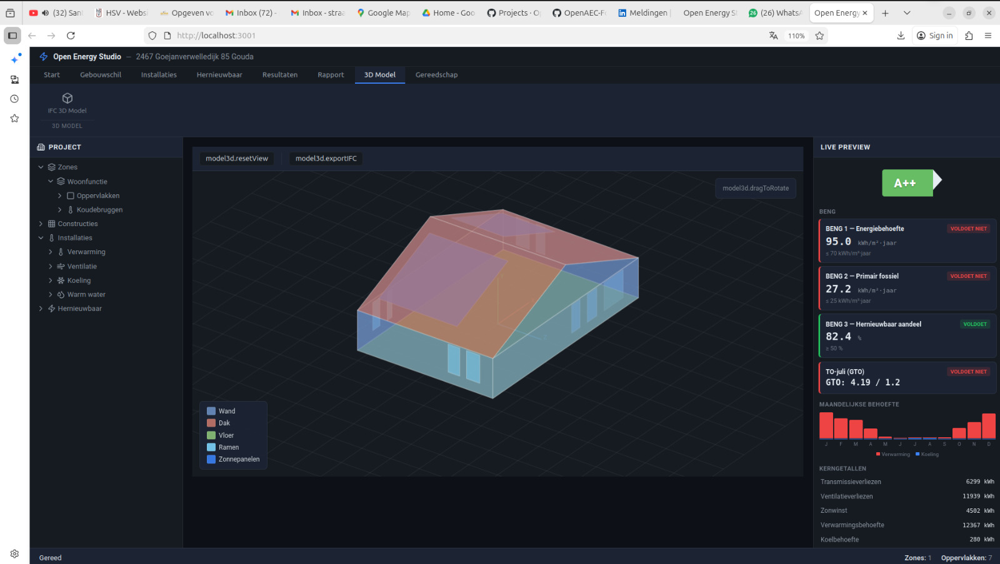 (32) San
HSV - Websi
Opgeven vo
Inbox (72) -
Inbox - straa
Google Map
Home - Goo
Projects · O
OpenAEC-Fo
Meldingen |
Open Energy St
26 (26) WhatsA
Open Energy
http://localhost:3001
110%
Sign in
Open Energy Studio — 2467 Goejanverwelledijk 85 Gouda
Start
Gebouwschil
Installaties
Hernieuwbaar
Resultaten
Rapport
3D Model
Gereedschap
IFC 3D Model
3D MODEL
PROJECT
Zones
Woonfunctie
Oppervlakken
Koudebruggen
Constructies
Installaties
Verwarming
Ventilatie
Koeling
Warm water
Hernieuwbaar
model3d.resetView
model3d.exportIFC
model3d.dragToRotate
Z
Wand
Dak
Vloer
Ramen
Zonnepanelen
LIVE PREVIEW
A++
BENG
BENG 1 — Energiebehoefte VOLDOET NIET
95.0 kWh/m²·jaar
≤ 70 kWh/m²·jaar
BENG 2 — Primair fossiel VOLDOET NIET
27.2 kWh/m²·jaar
≤ 25 kWh/m²·jaar
BENG 3 — Hernieuwbaar aandeel VOLDOET
82.4 %
≥ 50 %
TO-juli (GTO) VOLDOET NIET
GTO: 4.19 / 1.2
MAANDELIJKSE BEHOEFTE
J F M A M J J A S O N D
Verwarming Koeling
KERNGETALLEN
Transmissieverliezen 6299 kWh
Ventilatieverliezen 11939 kWh
Zonwinst 4502 kWh
Verwarmingsbehoefte 12367 kWh
Koelbehoefte 280 kWh
Gereed
Zones: 1 Oppervlakken: 7